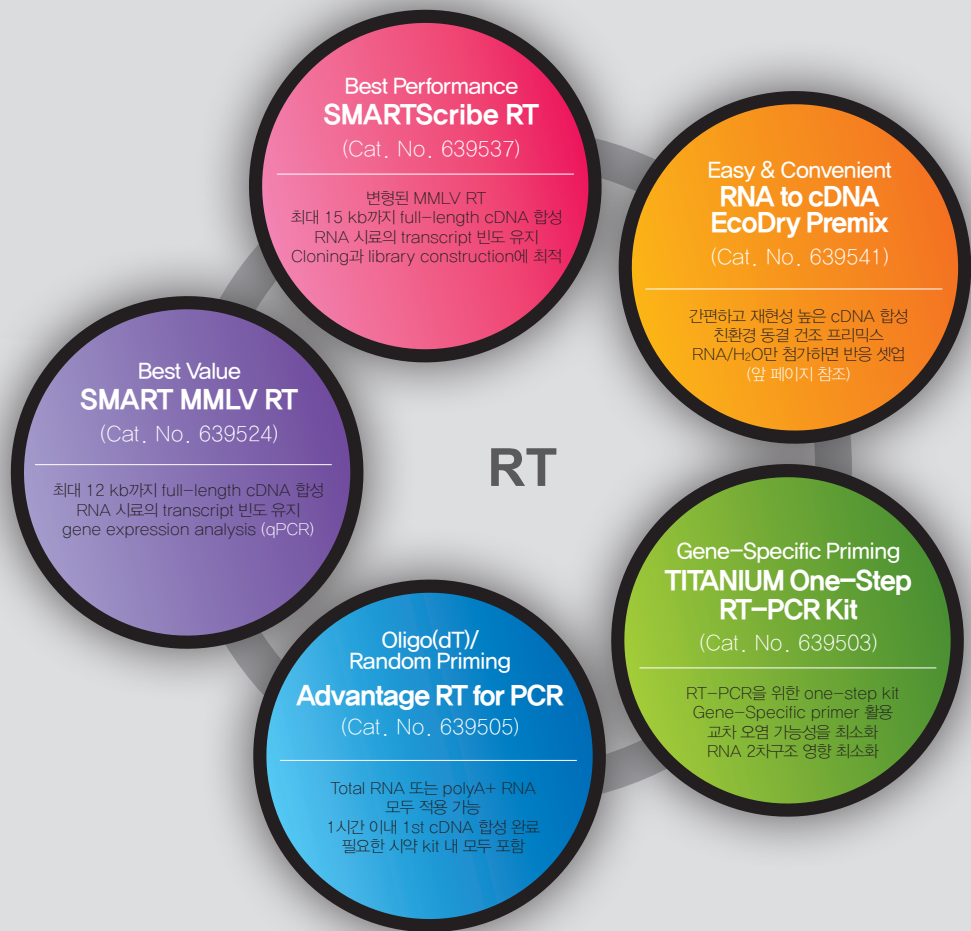 Best Performance
SMARTScribe RT
(Cat. No. 639537)
변형된 MMLV RT
최대 15 kb까지 full-length cDNA 합성
RNA 시료의 transcript 빈도 유지
Cloning과 library construction에 최적
Easy & Convenient
RNA to cDNA
EcoDry Premix
(Cat. No. 639541)
간편하고 재현성 높은 cDNA 합성
친환경 동결 건조 프리믹스
RNA/H₂O만 첨가하면 반응 셋업
(앞 페이지 참조)
Best Value
SMART MMLV RT
(Cat. No. 639524)
최대 12 kb까지 full-length cDNA 합성
RNA 시료의 transcript 빈도 유지
gene expression analysis (qPCR)
RT
Gene-Specific Priming
TITANIUM One-Step
RT-PCR Kit
(Cat. No. 639503)
RT-PCR을 위한 one-step kit
Gene-Specific primer 활용
교차 오염 가능성을 최소화
RNA 2차구조 영향 최소화
Oligo(dT)/
Random Priming
Advantage RT for PCR
(Cat. No. 639505)
Total RNA 또는 polyA+ RNA
모두 적용 가능
1시간 이내 1st cDNA 합성 완료
필요한 시약 kit 내 모두 포함